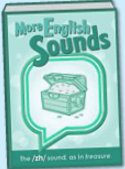 More English
Sounds
The /zh/ sound, as in treasure